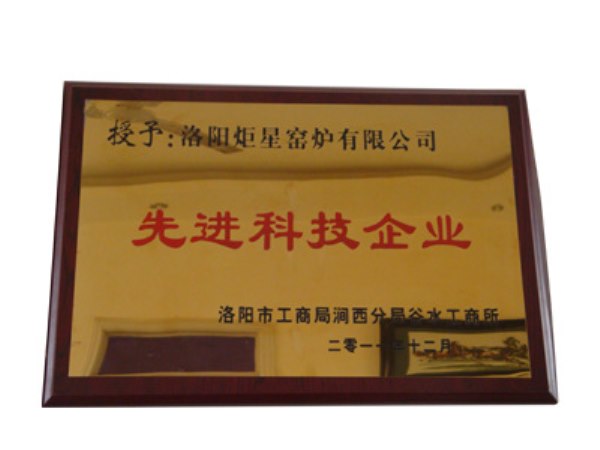 授予:洛阳炬星窑炉有限公司
先进科技企业
洛阳市工商局涧西分局谷水工商所
二零一一年十二月